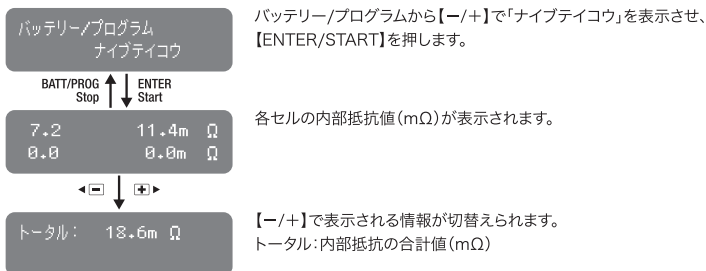 バッテリー/プログラム
ナイブテイコウ
バッテリー/プログラムから【ー/+】で「ナイブテイコウ」を表示させ、
【ENTER/START】を押します。
BATT/PROG ENTER
Stop Start
7.2 11.4m Ω
0.0 0.0m Ω
各セルの内部抵抗値(mΩ)が表示されます。
◀ー +▶
トータル: 18.6m Ω
【ー/+】で表示される情報が切替えられます。
トータル:内部抵抗の合計値(mΩ)